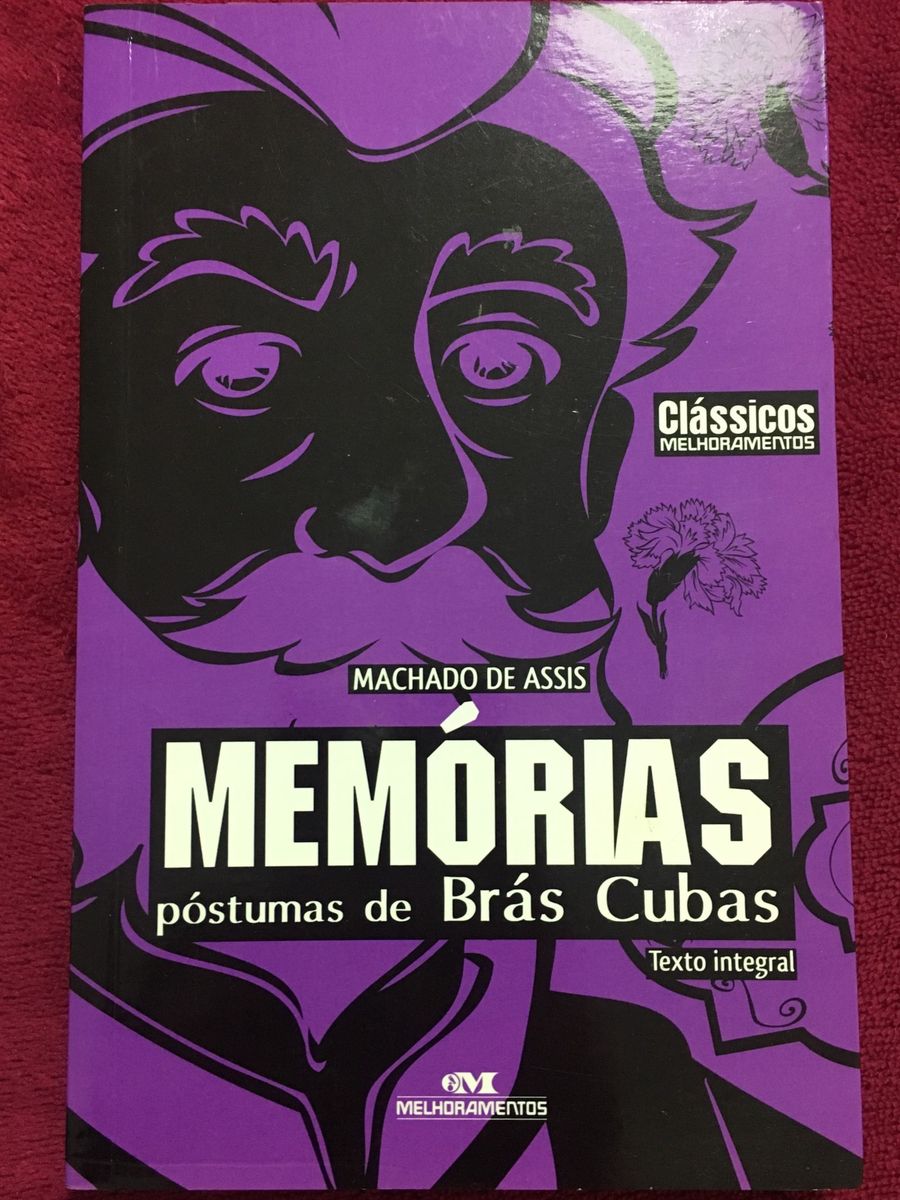 Clássicos
MELHORAMENTOS
MACHADO DE ASSIS
MEMÓRIAS
póstumas de Brás Cubas
Texto integral
MELHORAMENTOS